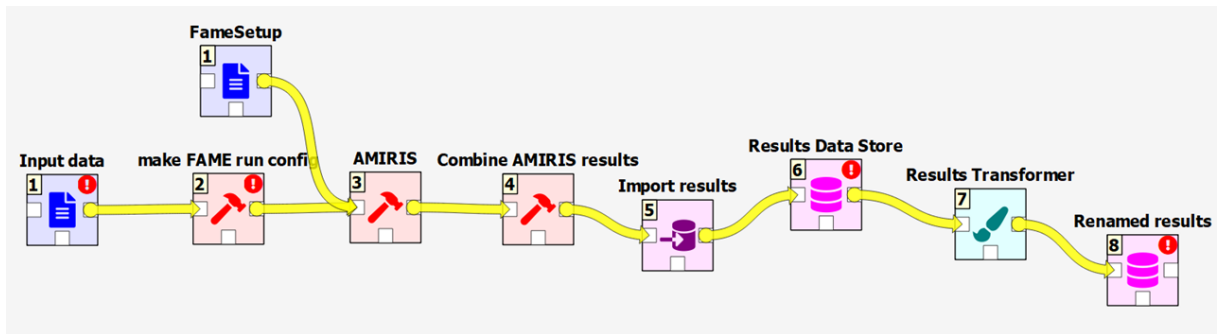 FameSetup
1
Input data
1
!
make FAME run config
2
!
AMIRIS
3
Combine AMIRIS results
4
Import results
5
Results Data Store
6
!
Results Transformer
7
Renamed results
8
!